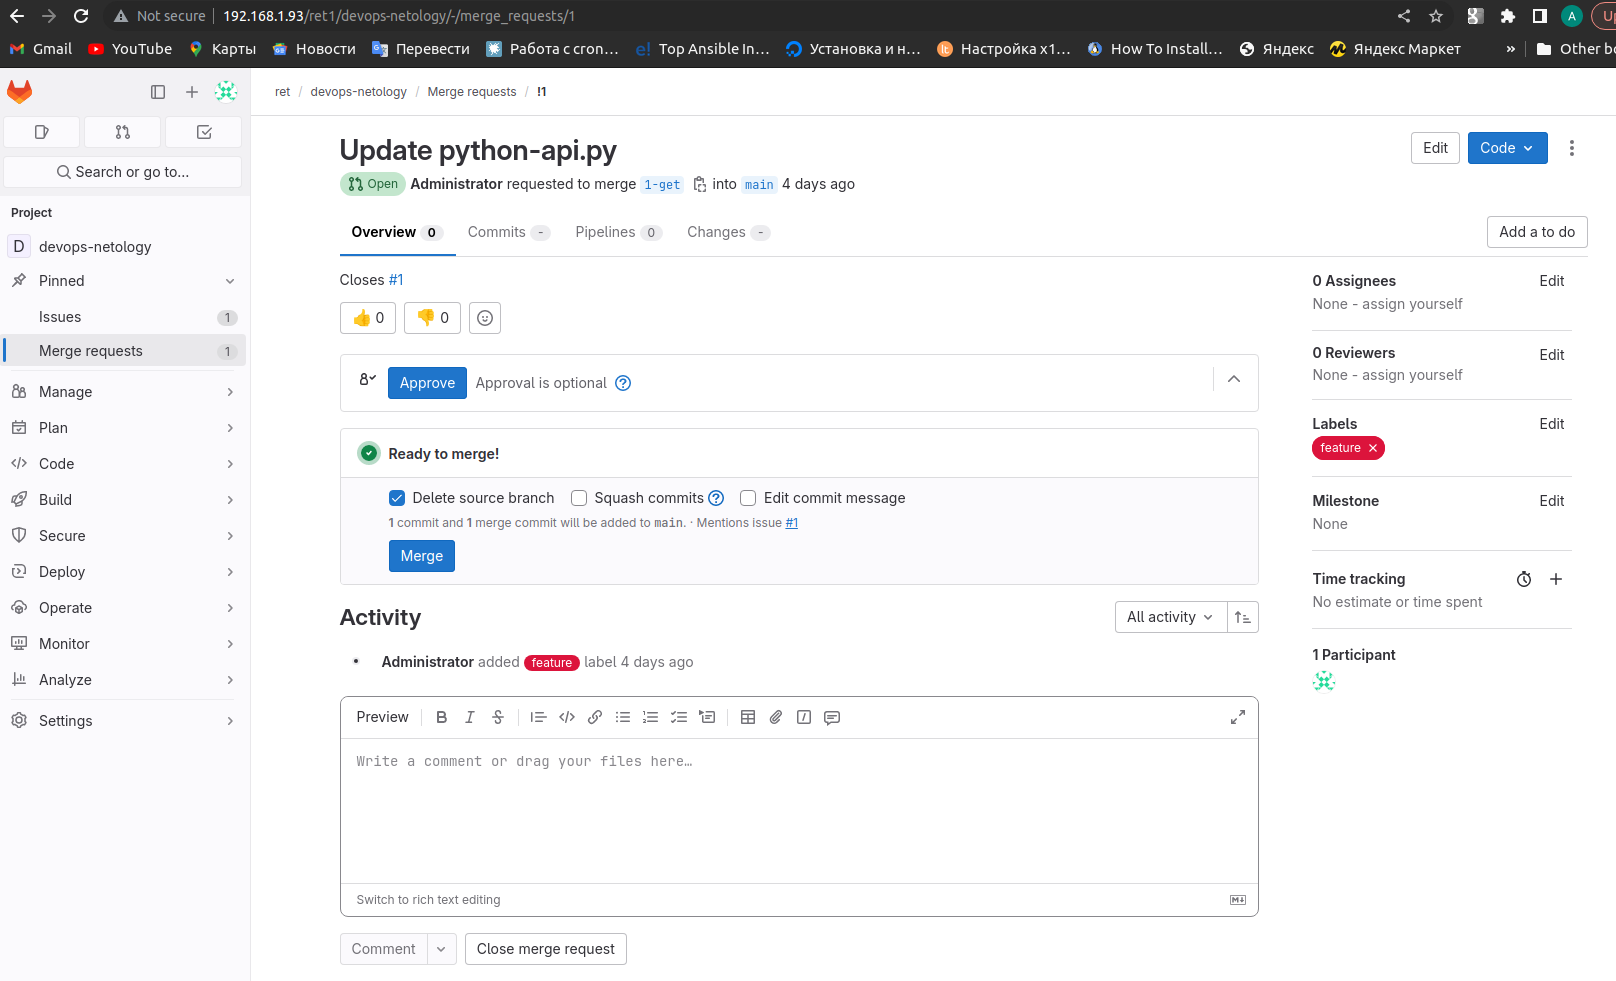 Not secure 192.168.1.93/ret1/devops-netology/-/merge_requests/1 A Up
Gmail YouTube Карты Новости Перевести Работа с cron... e! Top Ansible In... Установка и н... lt Настройка x1... How To Install... Яндекс Яндекс Маркет » Other bo
ret / devops-netology / Merge requests / !1
Update python-api.py
Edit Code
Open Administrator requested to merge 1-get into main 4 days ago
Overview 0 Commits - Pipelines 0 Changes -
Add a to do
Search or go to...
Project
D devops-netology
Pinned
Issues 1
Merge requests 1
Manage
Plan
Code
Build
Secure
Deploy
Operate
Monitor
Analyze
Settings
Closes #1
👍 0 👎 0
Approve Approval is optional
Ready to merge!
Delete source branch Squash commits Edit commit message
1 commit and 1 merge commit will be added to main. · Mentions issue #1
Merge
Activity
All activity
Administrator added feature label 4 days ago
Preview B I S
Write a comment or drag your files here…
Switch to rich text editing
Comment Close merge request
0 Assignees Edit
None - assign yourself
0 Reviewers Edit
None - assign yourself
Labels Edit
feature ×
Milestone Edit
None
Time tracking
No estimate or time spent
1 Participant